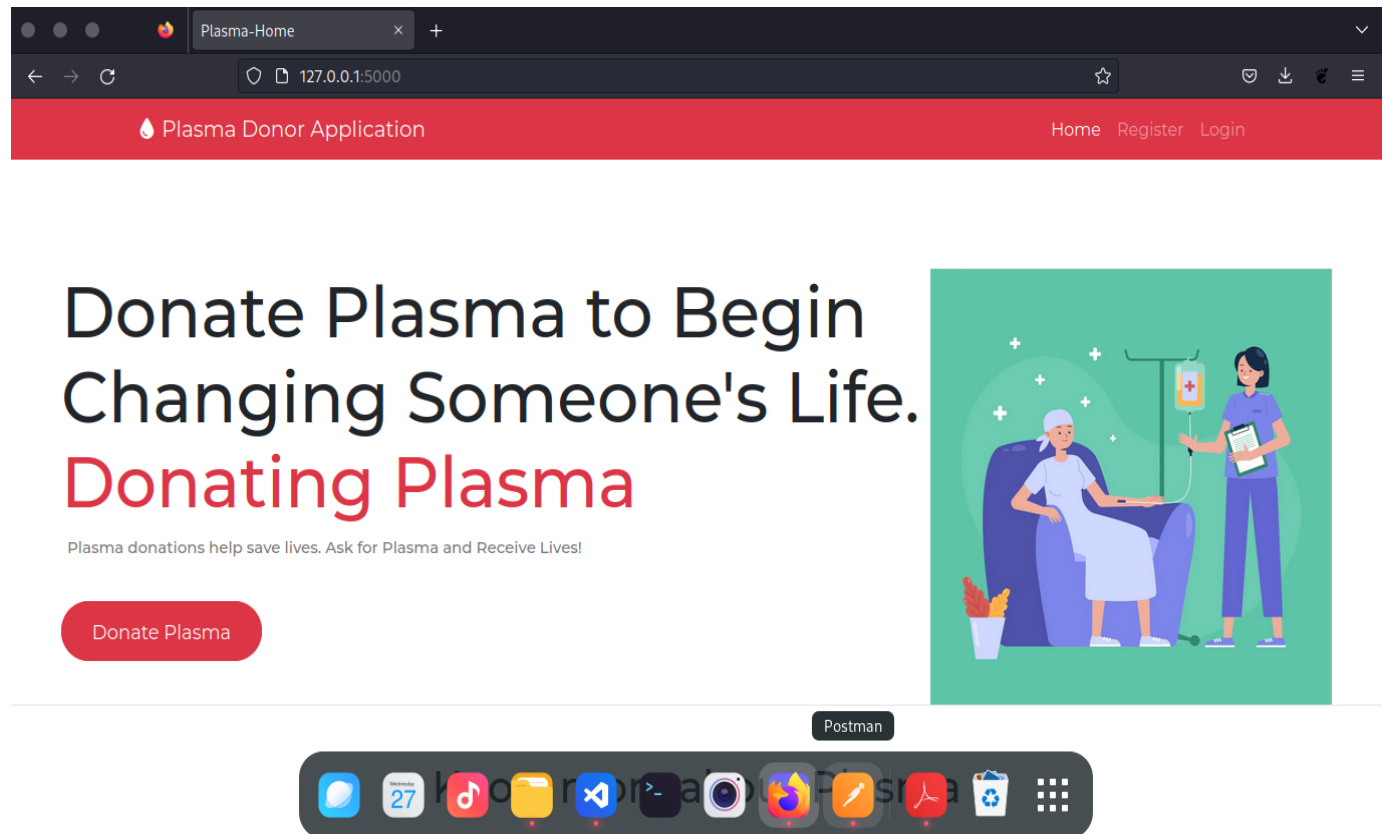 Plasma-Home
127.0.0.1:5000
Plasma Donor Application
Home Register Login
Donate Plasma to Begin
Changing Someone's Life.
Donating Plasma
Plasma donations help save lives. Ask for Plasma and Receive Lives!
Donate Plasma
Postman
Wednesday
27